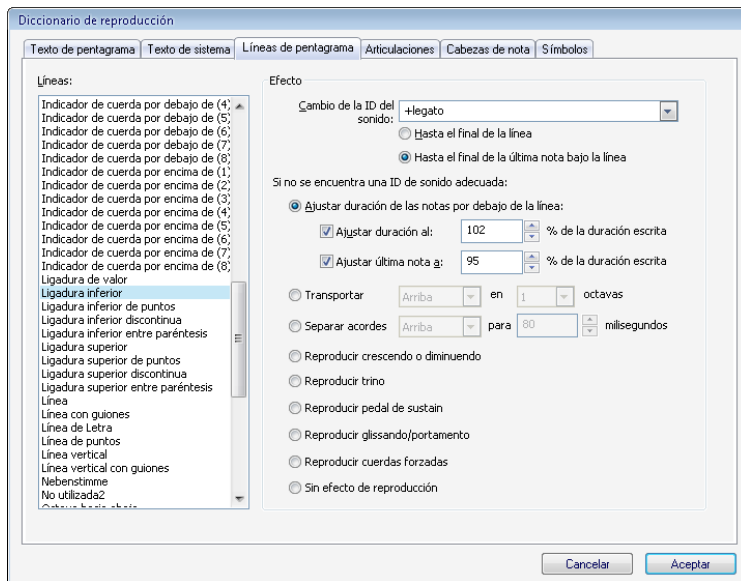 Diccionario de reproducción
Texto de pentagrama Texto de sistema Líneas de pentagrama Articulaciones Cabezas de nota Símbolos
Líneas:
Indicador de cuerda por debajo de (4)
Indicador de cuerda por debajo de (5)
Indicador de cuerda por debajo de (6)
Indicador de cuerda por debajo de (7)
Indicador de cuerda por debajo de (8)
Indicador de cuerda por encima de (1)
Indicador de cuerda por encima de (2)
Indicador de cuerda por encima de (3)
Indicador de cuerda por encima de (4)
Indicador de cuerda por encima de (5)
Indicador de cuerda por encima de (6)
Indicador de cuerda por encima de (7)
Indicador de cuerda por encima de (8)
Ligadura de valor
Ligadura inferior
Ligadura inferior de puntos
Ligadura inferior discontinua
Ligadura inferior entre paréntesis
Ligadura superior
Ligadura superior de puntos
Ligadura superior discontinua
Ligadura superior entre paréntesis
Línea
Línea con guiones
Línea de Letra
Línea de puntos
Línea vertical
Línea vertical con guiones
Nebenstimme
No utilizada2
Efecto
Cambio de la ID del
sonido: +legato
Hasta el final de la línea
Hasta el final de la última nota bajo la línea
Si no se encuentra una ID de sonido adecuada:
Ajustar duración de las notas por debajo de la línea:
Ajustar duración al: 102 % de la duración escrita
Ajustar última nota a: 95 % de la duración escrita
Transportar Arriba en 1 octavas
Separar acordes Arriba para 80 milisegundos
Reproducir crescendo o diminuendo
Reproducir trino
Reproducir pedal de sustain
Reproducir glissando/portamento
Reproducir cuerdas forzadas
Sin efecto de reproducción
Cancelar Aceptar